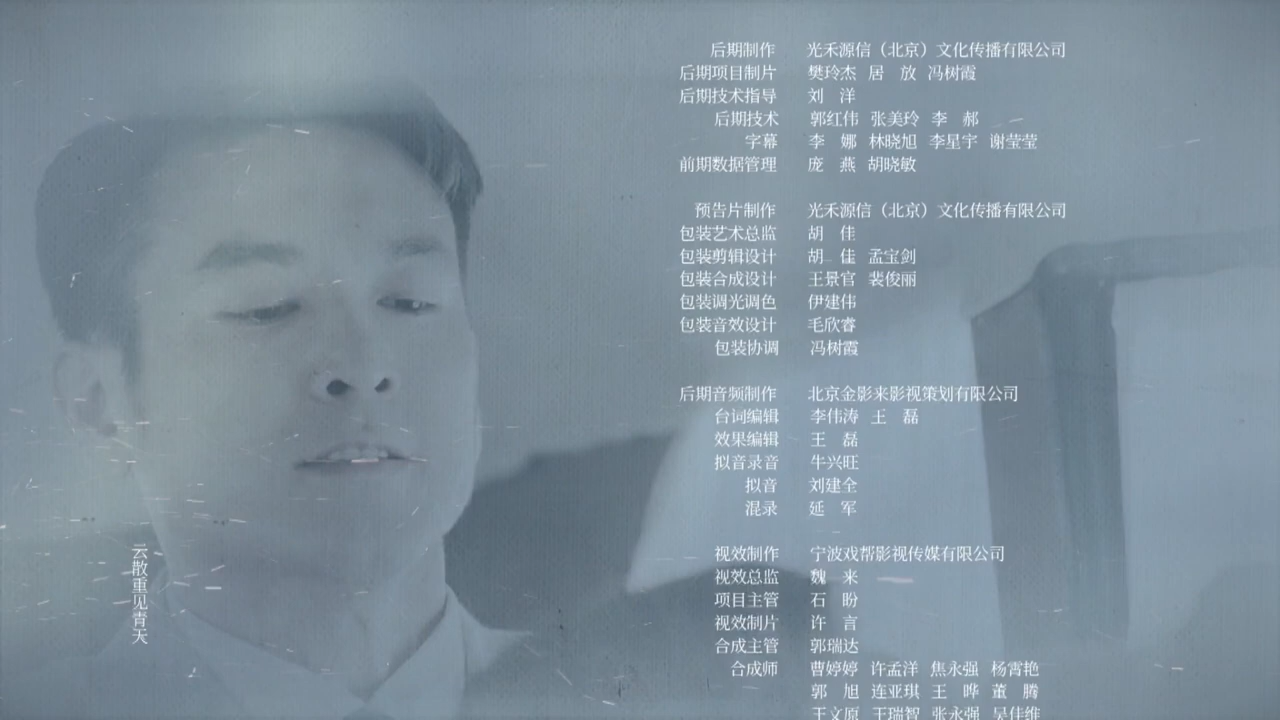 后期制作 光禾源信（北京）文化传播有限公司
后期项目制片 樊玲杰 居 放 冯树霞
后期技术指导 刘 洋
后期技术 郭红伟 张美玲 李 郝
字幕 李 娜 林晓旭 李星宇 谢莹莹
前期数据管理 庞 燕 胡晓敏
预告片制作 光禾源信（北京）文化传播有限公司
包装艺术总监 胡 佳
包装剪辑设计 胡 佳 孟宝剑
包装合成设计 王景官 裴俊丽
包装调光调色 伊建伟
包装音效设计 毛欣睿
包装协调 冯树霞
后期音频制作 北京金影来影视策划有限公司
台词编辑 李伟涛 王 磊
效果编辑 王 磊
拟音录音 牛兴旺
拟音 刘建全
混录 延 军
视效制作 宁波戏帮影视传媒有限公司
视效总监 魏 来
项目主管 石 盼
视效制片 许 言
合成主管 郭瑞达
合成师 曹婷婷 许孟洋 焦永强 杨霄艳
郭 旭 连亚琪 王 晔 董 腾
王文原 王瑞智 张永强 吴佳维
云散重见青天